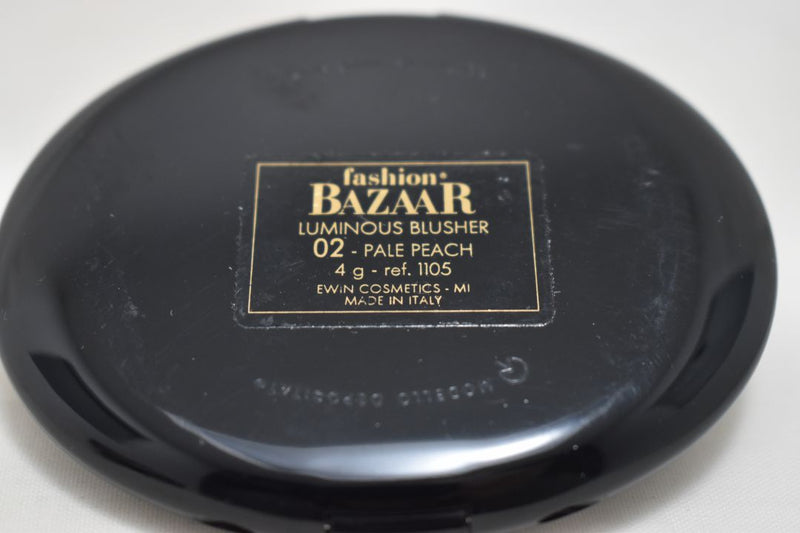 fashion®
BAZAAR
LUMINOUS BLUSHER
02 - PALE PEACH
4 g - ref. 1105
EWIN COSMETICS - MI
MADE IN ITALY
MODELLO DEPOSITATO